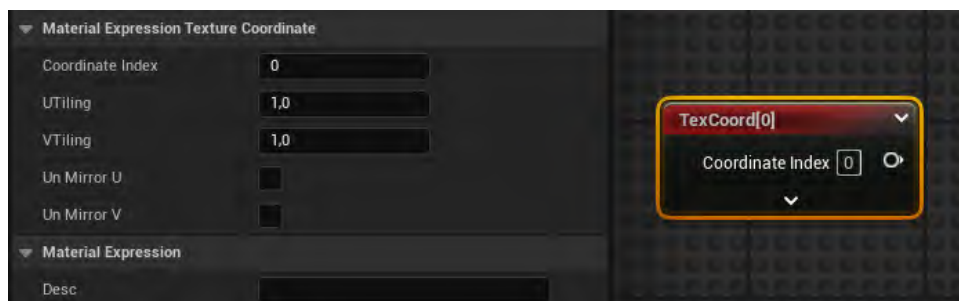 Material Expression Texture Coordinate
Coordinate Index 0
UTiling 1,0
VTiling 1,0
Un Mirror U
Un Mirror V
Material Expression
Desc
TexCoord[0]
Coordinate Index 0